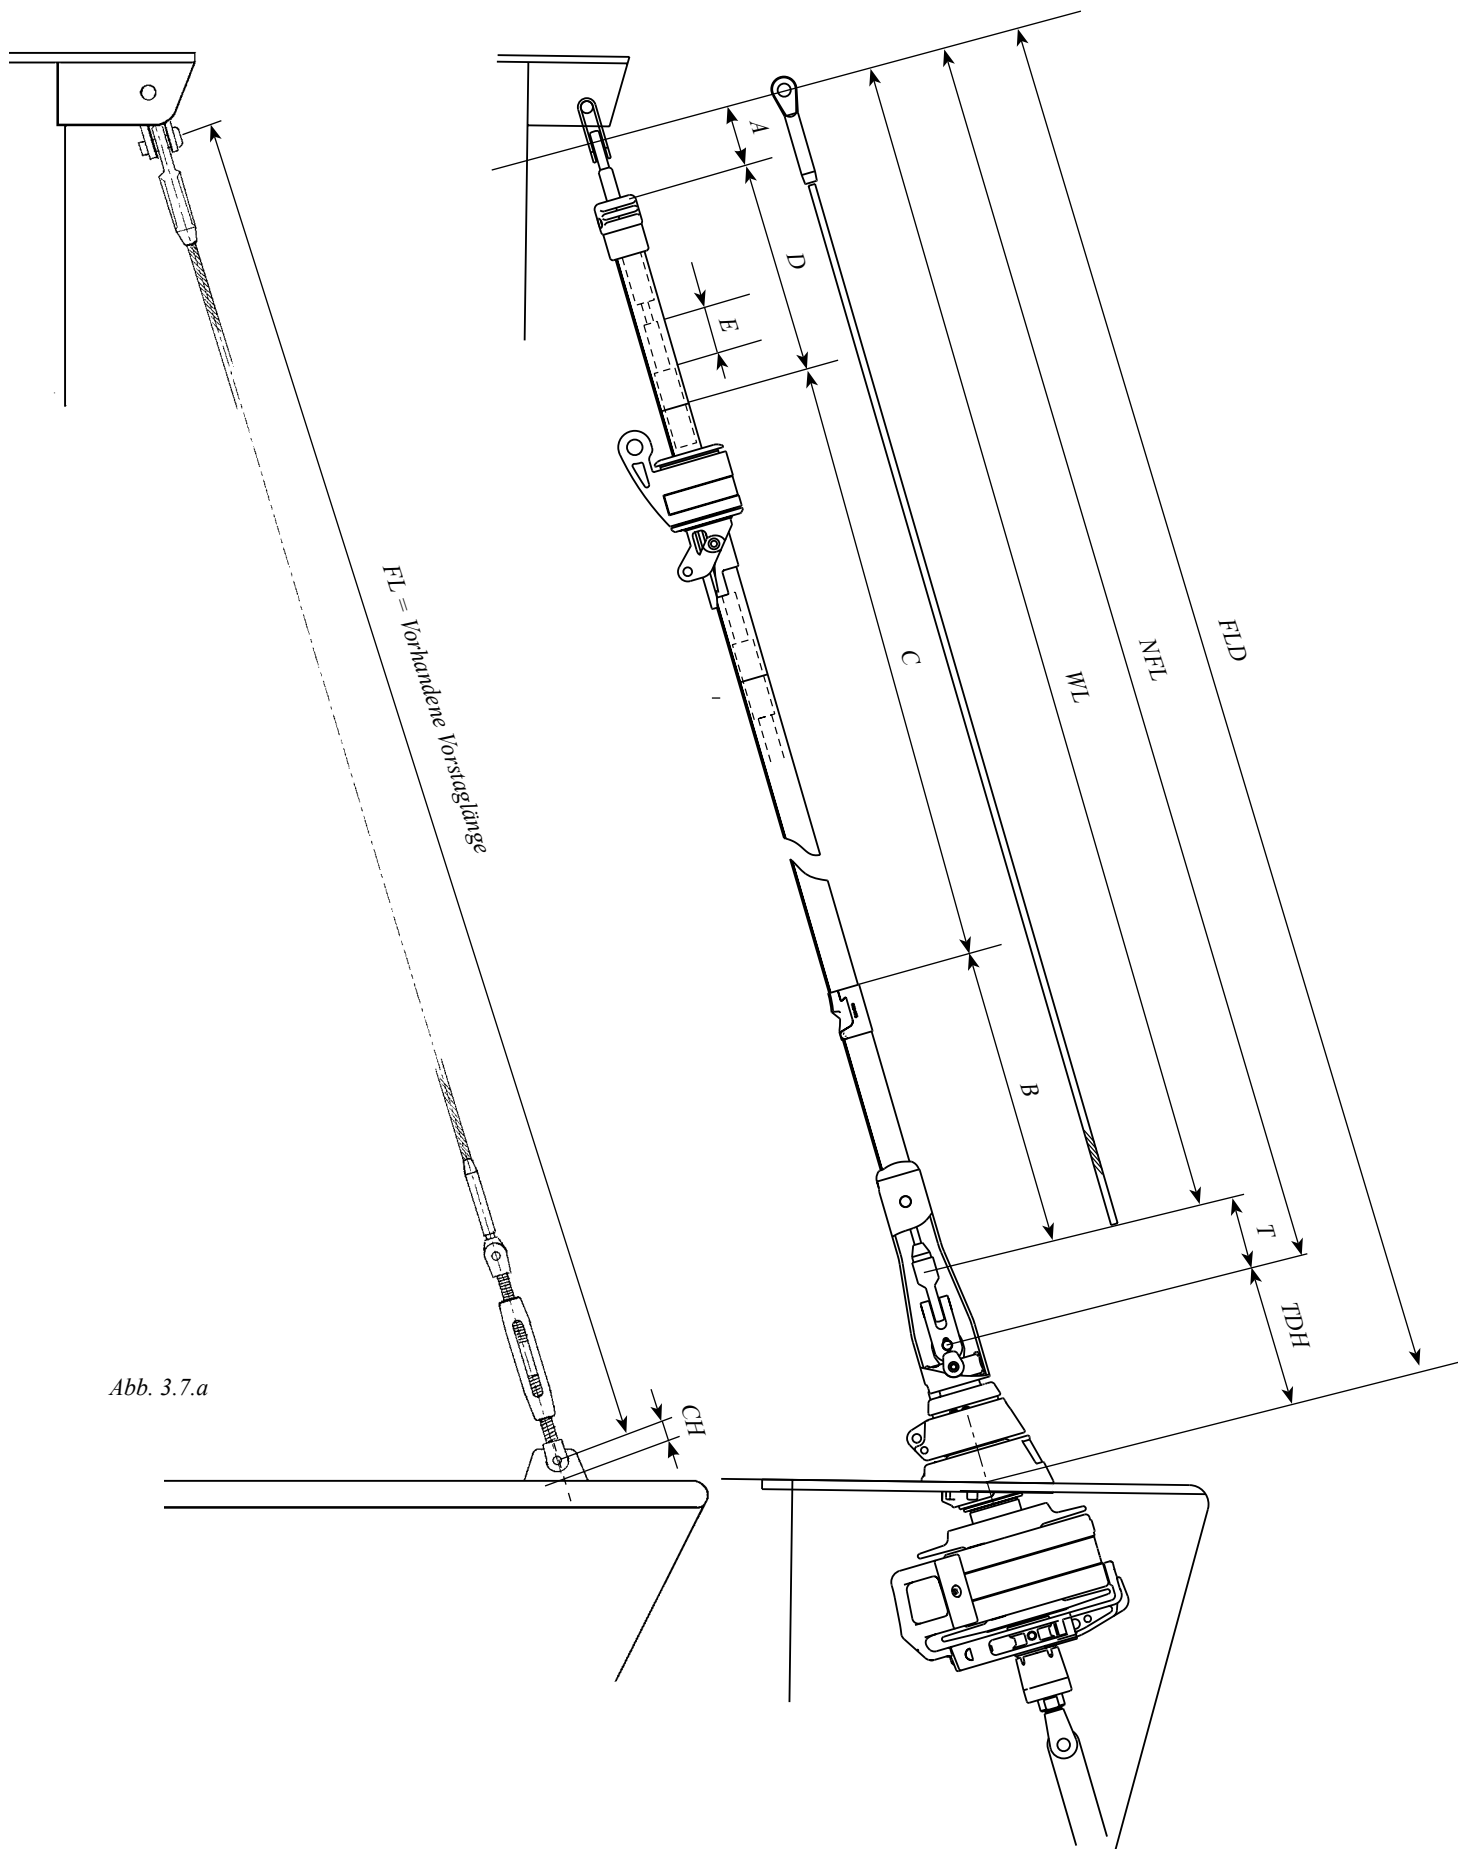 A
D
E
FLD
NFL
WL
C
FL = Vorhandene Vorstaglänge
B
T
TDH
Abb. 3.7.a
CH